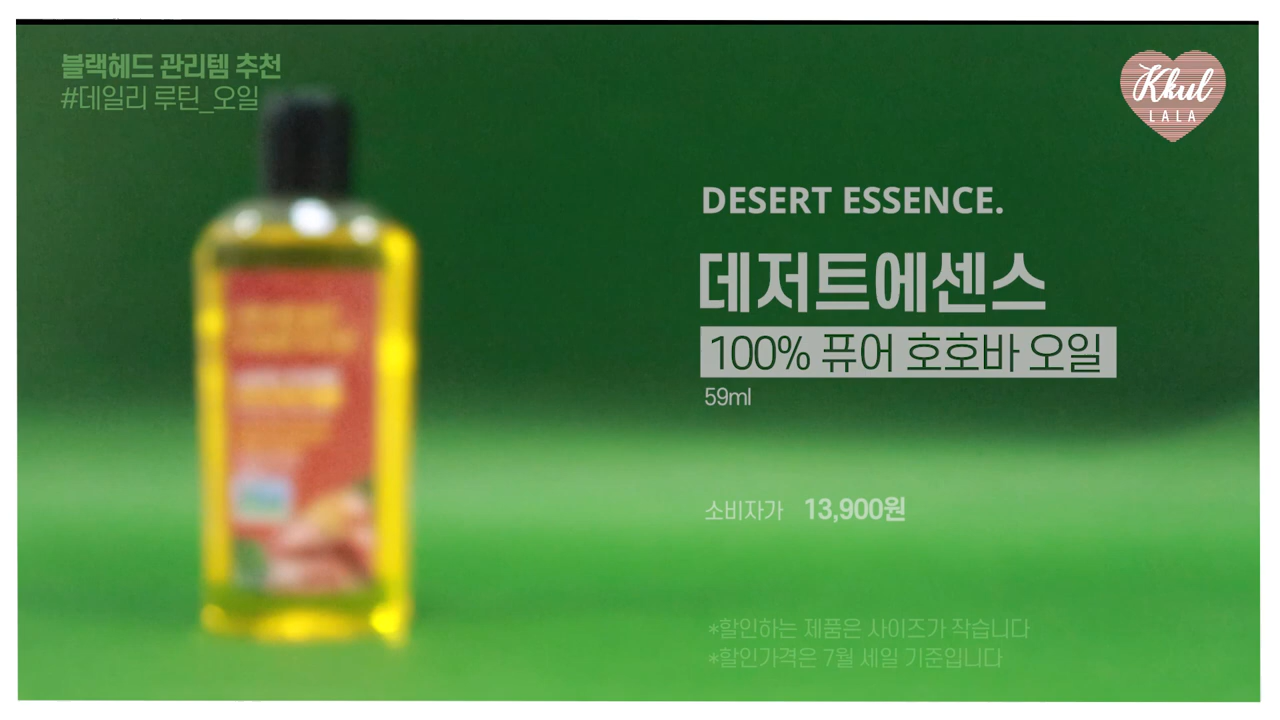 블랙헤드 관리템 추천
#데일리 루틴_오일
Kkul
LALA
DESERT ESSENCE.
데저트에센스
100% 퓨어 호호바 오일
59ml
소비자가 13,900원
*할인하는 제품은 사이즈가 작습니다
*할인가격은 7월 세일 기준입니다